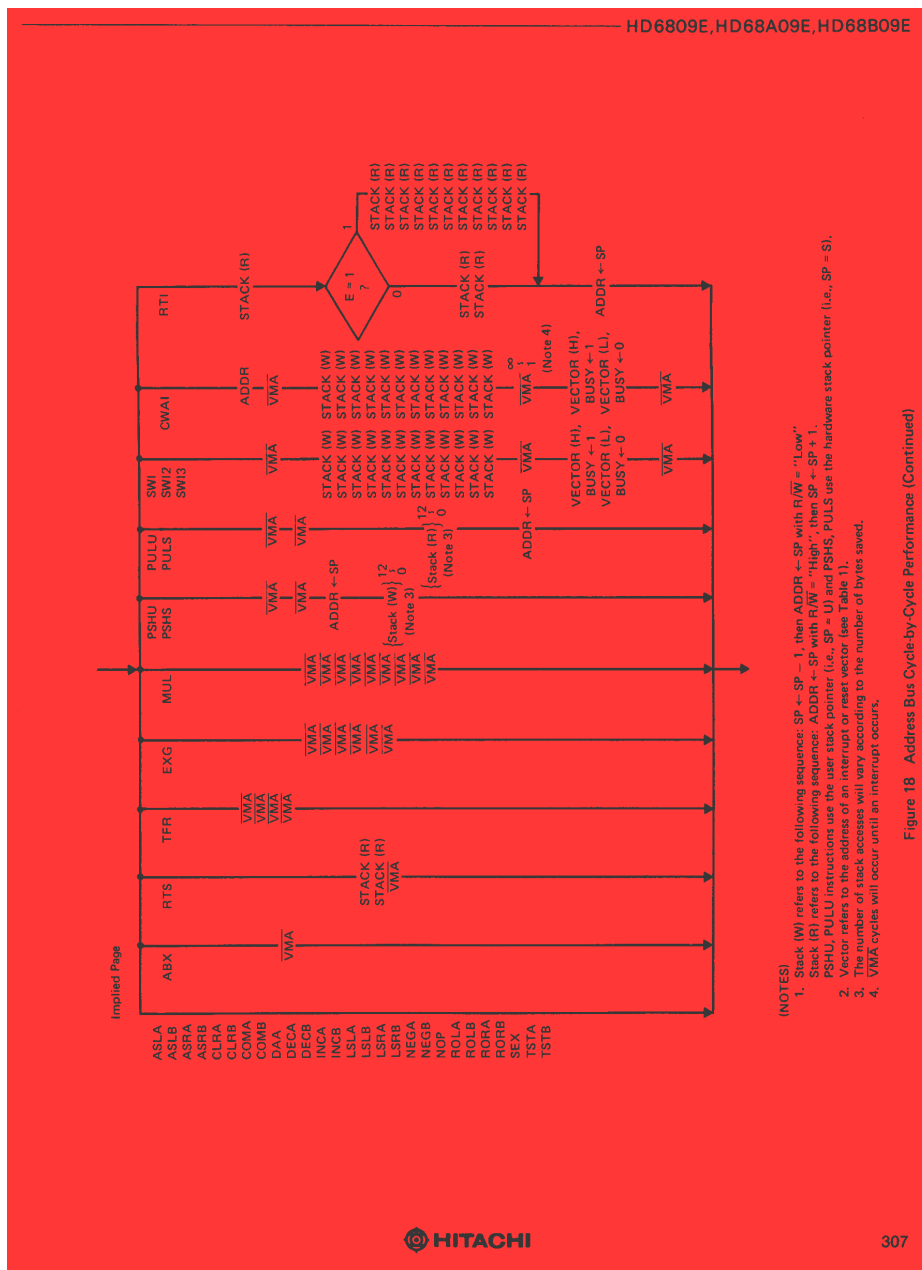 HD6809E,HD68A09E,HD68B09E
Implied Page
ASLA
ASLB
ASRA
ASRB
CLRA
CLRB
COMA
COMB
DAA
DECA
DECB
INCA
INCB
LSLA
LSLB
LSRA
LSRB
NEGA
NEGB
NOP
ROLA
ROLB
RORA
RORB
SEX
TSTA
TSTB
ABX
VMA
RTS
STACK (R)
STACK (R)
VMA
TFR
VMA
VMA
VMA
VMA
EXG
VMA
VMA
VMA
VMA
VMA
VMA
MUL
VMA
VMA
VMA
VMA
VMA
VMA
VMA
VMA
VMA
PSHU
PSHS
VMA
VMA
ADDR ← SP
{Stack (W)} 12 0
(Note 3)
PULU
PULS
VMA
VMA
{Stack (R)} 12 0
(Note 3)
ADDR ← SP
SWI
SWI2
SWI3
VMA
STACK (W)
STACK (W)
STACK (W)
STACK (W)
STACK (W)
STACK (W)
STACK (W)
STACK (W)
STACK (W)
STACK (W)
STACK (W)
STACK (W)
VMA
VECTOR (H),
BUSY ← 1
VECTOR (L),
BUSY ← 0
VMA
CWAI
ADDR
VMA
STACK (W)
STACK (W)
STACK (W)
STACK (W)
STACK (W)
STACK (W)
STACK (W)
STACK (W)
STACK (W)
STACK (W)
STACK (W)
STACK (W)
VMA ∞ 1
(Note 4)
VECTOR (H),
BUSY ← 1
VECTOR (L),
BUSY ← 0
VMA
RTI
STACK (R)
E = 1
?
0
1
STACK (R)
STACK (R)
STACK (R)
STACK (R)
STACK (R)
STACK (R)
STACK (R)
STACK (R)
STACK (R)
STACK (R)
STACK (R)
STACK (R)
STACK (R)
ADDR ← SP
(NOTES)
1. Stack (W) refers to the following sequence: SP ← SP − 1, then ADDR ← SP with R/W = "Low"
Stack (R) refers to the following sequence: ADDR ← SP with R/W = "High", then SP ← SP + 1.
PSHU, PULU instructions use the user stack pointer (i.e., SP = U) and PSHS, PULS use the hardware stack pointer (i.e., SP = S).
2. Vector refers to the address of an interrupt or reset vector (see Table 1).
3. The number of stack accesses will vary according to the number of bytes saved.
4. VMA cycles will occur until an interrupt occurs.
Figure 18 Address Bus Cycle-by-Cycle Performance (Continued)
HITACHI
307